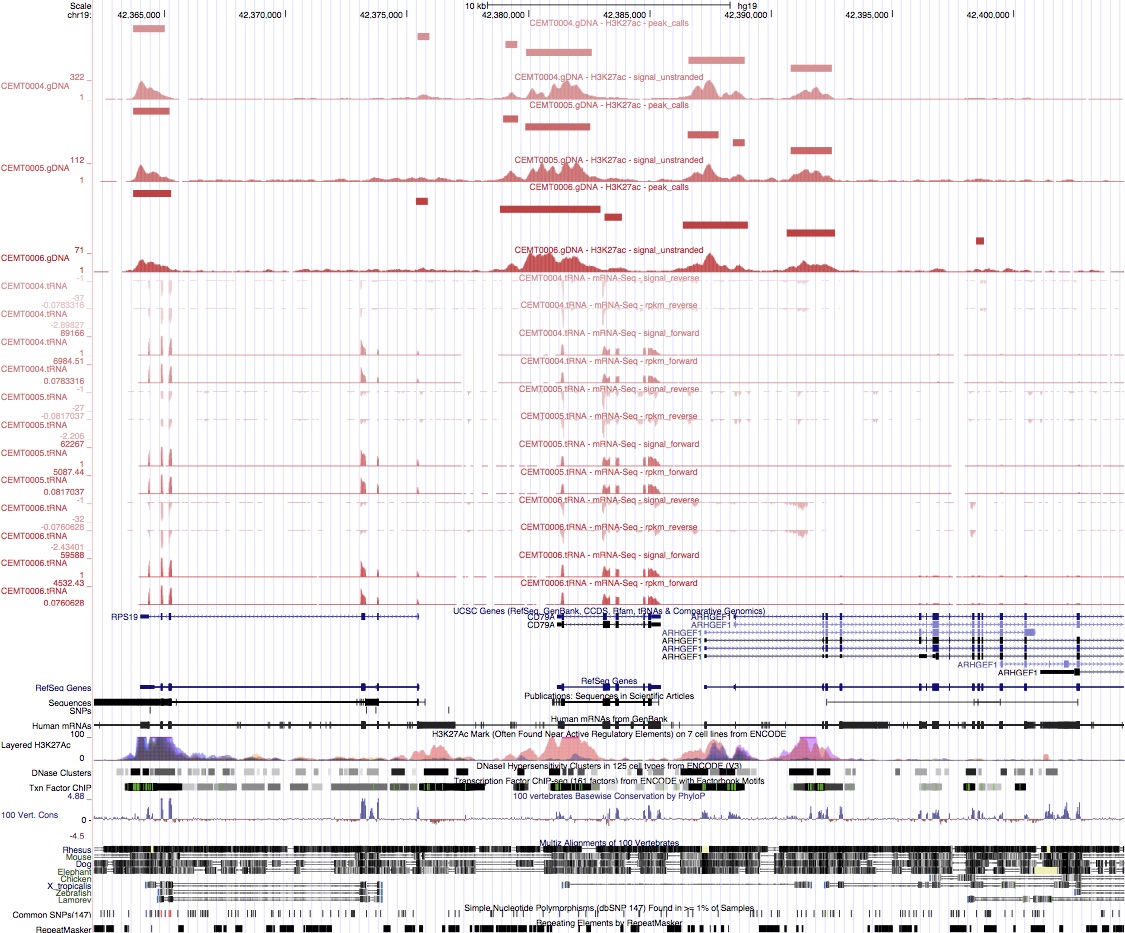 Scale 10 kb hg19
chr19: 42,365,000 42,370,000 42,375,000 42,380,000 42,385,000 42,390,000 42,395,000 42,400,000
CEMT0004.gDNA - H3K27ac - peak_calls
CEMT0004.gDNA - H3K27ac - signal_unstranded
322
CEMT0004.gDNA
1
CEMT0005.gDNA - H3K27ac - peak_calls
CEMT0005.gDNA - H3K27ac - signal_unstranded
112
CEMT0005.gDNA
1
CEMT0006.gDNA - H3K27ac - peak_calls
CEMT0006.gDNA - H3K27ac - signal_unstranded
71
CEMT0006.gDNA
1
CEMT0004.tRNA - mRNA-Seq - signal_reverse
-1
CEMT0004.tRNA
-37
CEMT0004.tRNA - mRNA-Seq - rpkm_reverse
-0.0783316
CEMT0004.tRNA
-2.89827
CEMT0004.tRNA - mRNA-Seq - signal_forward
89166
CEMT0004.tRNA
1
CEMT0004.tRNA - mRNA-Seq - rpkm_forward
6984.51
CEMT0004.tRNA
0.0783316
CEMT0005.tRNA - mRNA-Seq - signal_reverse
-1
CEMT0005.tRNA
-27
CEMT0005.tRNA - mRNA-Seq - rpkm_reverse
-0.0817037
CEMT0005.tRNA
-2.206
CEMT0005.tRNA - mRNA-Seq - signal_forward
62267
CEMT0005.tRNA
1
CEMT0005.tRNA - mRNA-Seq - rpkm_forward
5087.44
CEMT0005.tRNA
0.0817037
CEMT0006.tRNA - mRNA-Seq - signal_reverse
-1
CEMT0006.tRNA
-32
CEMT0006.tRNA - mRNA-Seq - rpkm_reverse
-0.0760628
CEMT0006.tRNA
-2.43401
CEMT0006.tRNA - mRNA-Seq - signal_forward
59588
CEMT0006.tRNA
1
CEMT0006.tRNA - mRNA-Seq - rpkm_forward
4532.43
CEMT0006.tRNA
0.0760628
UCSC Genes (RefSeq, GenBank, CCDS, Rfam, tRNAs & Comparative Genomics)
RPS19 CD79A ARHGEF1
CD79A ARHGEF1
ARHGEF1
ARHGEF1
ARHGEF1
ARHGEF1
ARHGEF1
ARHGEF1
RefSeq Genes
RefSeq Genes
Publications: Sequences in Scientific Articles
Sequences
SNPs
Human mRNAs from GenBank
Human mRNAs
H3K27Ac Mark (Often Found Near Active Regulatory Elements) on 7 cell lines from ENCODE
100
Layered H3K27Ac
0
DNaseI Hypersensitivity Clusters in 125 cell types from ENCODE (V3)
DNase Clusters
Transcription Factor ChIP-seq (161 factors) from ENCODE with Factorbook Motifs
Txn Factor ChIP
100 vertebrates Basewise Conservation by PhyloP
4.88
100 Vert. Cons
0
-4.5
Multiz Alignments of 100 Vertebrates
Rhesus
Mouse
Dog
Elephant
Chicken
X_tropicalis
Zebrafish
Lamprey
Simple Nucleotide Polymorphisms (dbSNP 147) Found in >= 1% of Samples
Common SNPs(147)
Repeating Elements by RepeatMasker
RepeatMasker